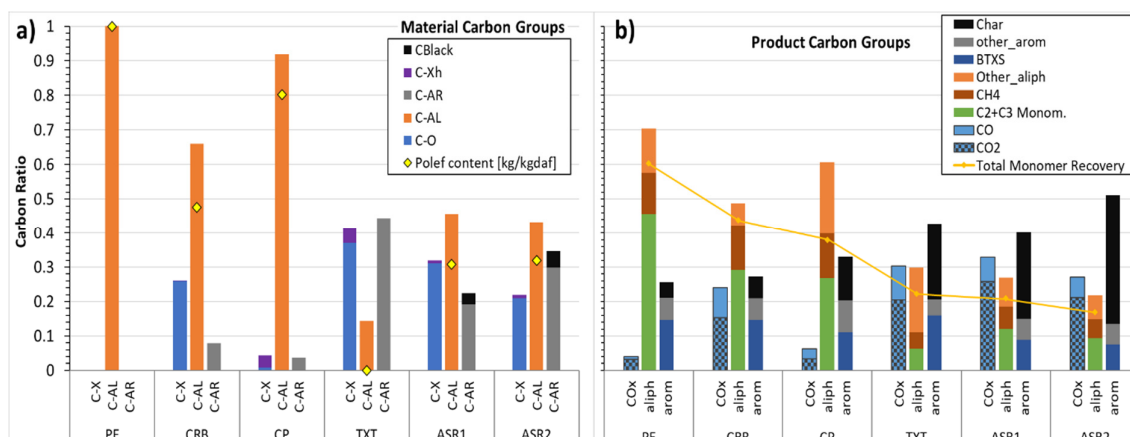 a)
Material Carbon Groups
CBlack
C-Xh
C-AR
C-AL
C-O
Polef content [kg/kgdaf]
Carbon Ratio
1
0.9
0.8
0.7
0.6
0.5
0.4
0.3
0.2
0.1
0
C-X C-AL C-AR C-X C-AL C-AR C-X C-AL C-AR C-X C-AL C-AR C-X C-AL C-AR C-X C-AL C-AR
PE CRB CP TXT ASR1 ASR2
b)
Product Carbon Groups
Char
other_arom
BTXS
Other_aliph
CH4
C2+C3 Monom.
CO
CO2
Total Monomer Recovery
COx aliph arom COx aliph arom COx aliph arom COx aliph arom COx aliph arom COx aliph arom
PE CRB CP TXT ASR1 ASR2